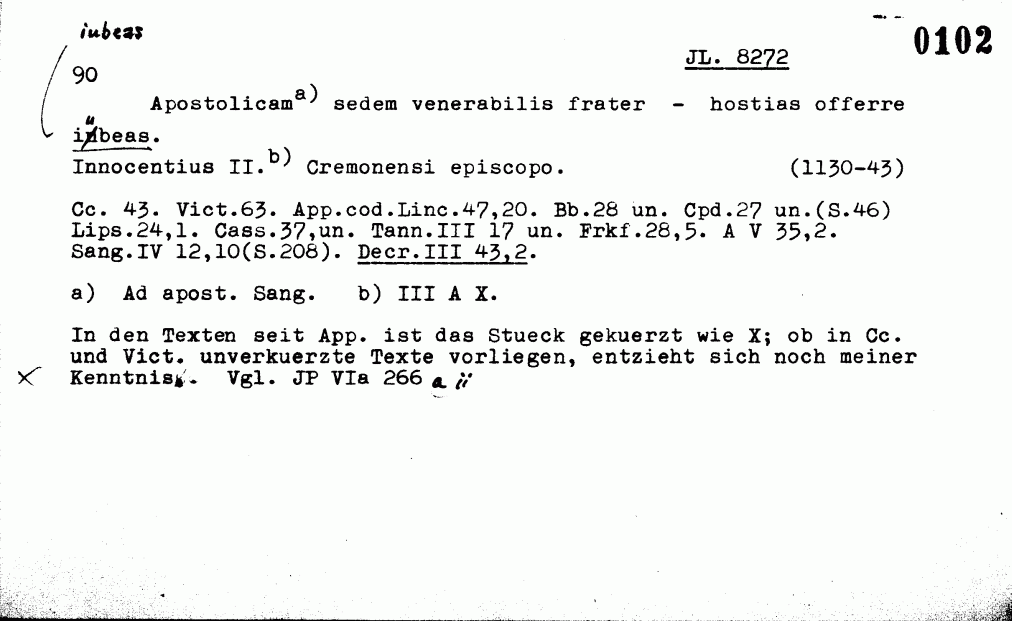 iubeas
0102
JL. 8272
90
Apostolicam a) sedem venerabilis frater - hostias offerre
iubeas.
Innocentius II. b) Cremonensi episcopo. (1130-43)
Cc. 43. Vict.63. App.cod.Linc.47,20. Bb.28 un. Cpd.27 un.(S.46)
Lips.24,1. Cass.37,un. Tann.III 17 un. Frkf.28,5. A V 35,2.
Sang.IV 12,10(S.208). Decr.III 43,2.
a) Ad apost. Sang. b) III A X.
In den Texten seit App. ist das Stueck gekuerzt wie X; ob in Cc.
und Vict. unverkuerzte Texte vorliegen, entzieht sich noch meiner
Kenntnis. Vgl. JP VIa 266